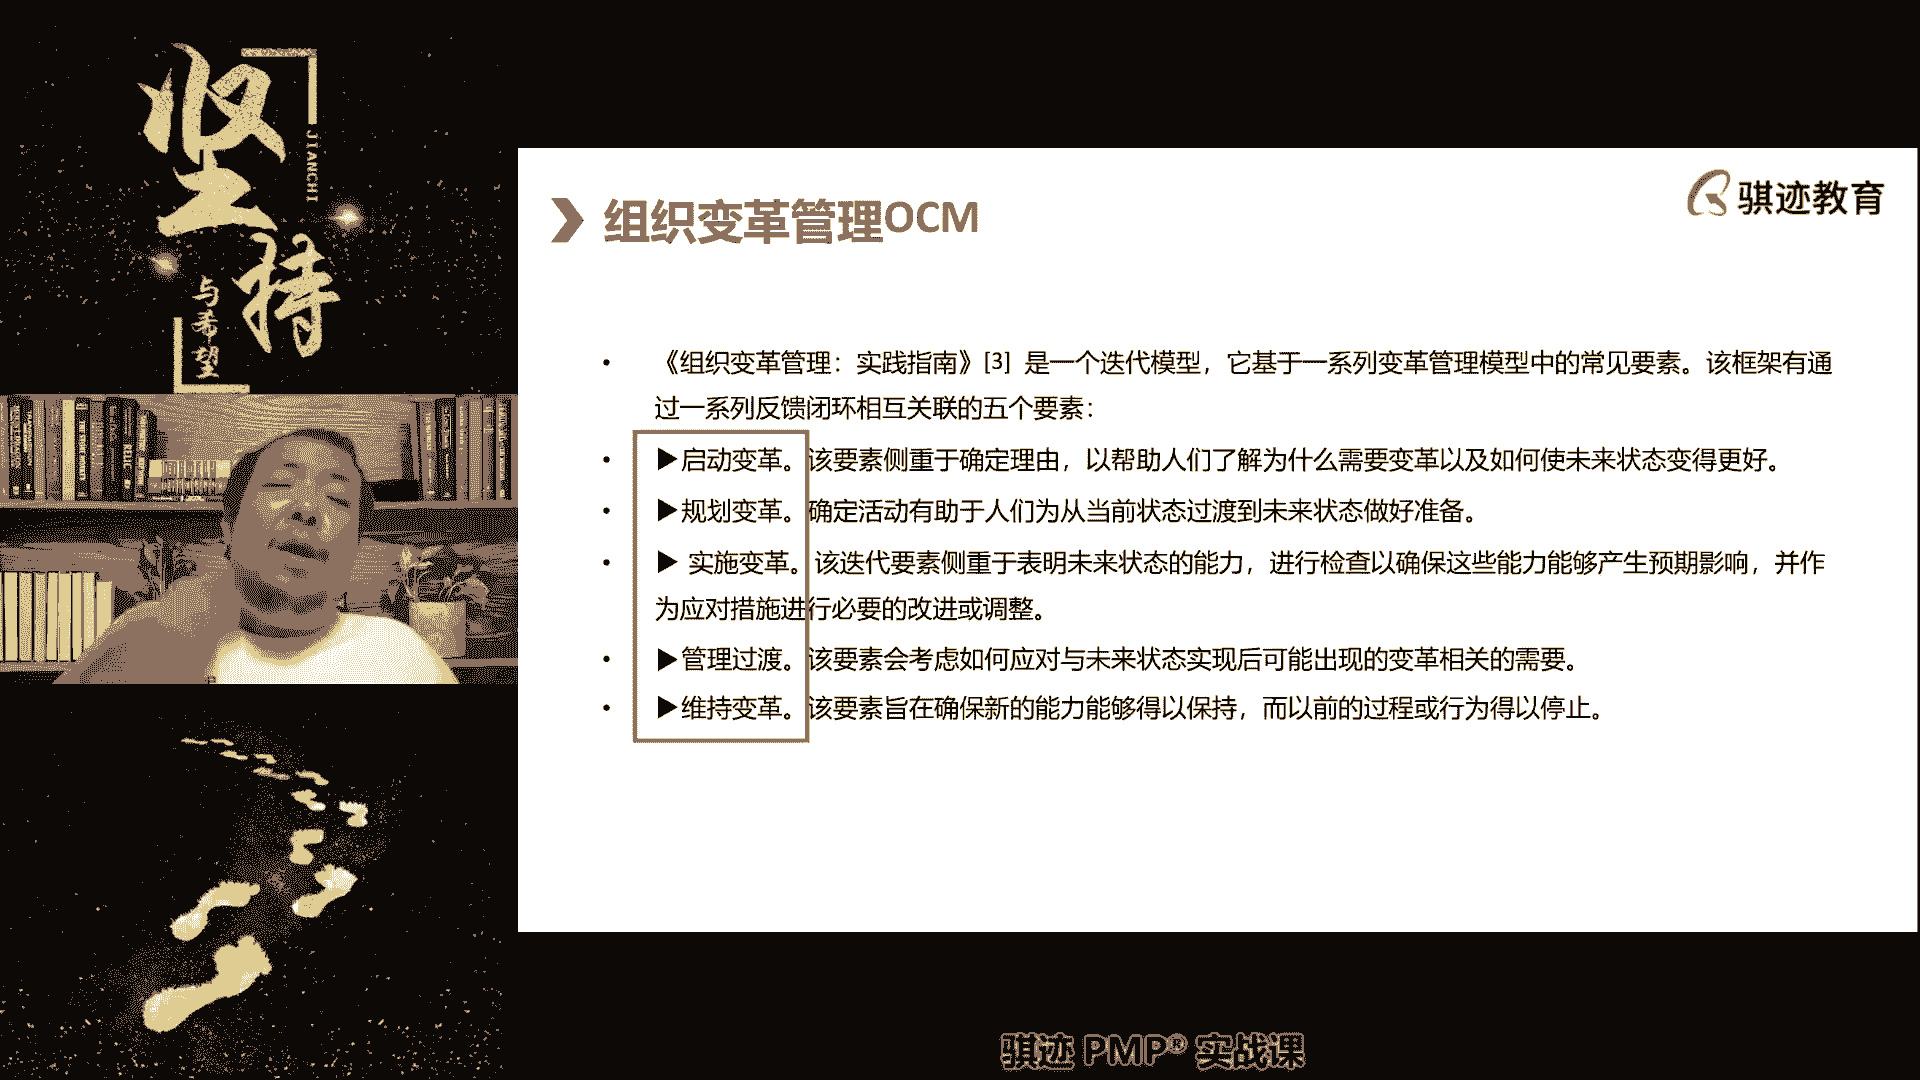 坚
持
JIANCHI
与
希
望
骐迹教育
组织变革管理OCM
• 《组织变革管理：实践指南》[3] 是一个迭代模型，它基于一系列变革管理模型中的常见要素。该框架有通
过一系列反馈闭环相互关联的五个要素：
• ▶启动变革。该要素侧重于确定理由，以帮助人们了解为什么需要变革以及如何使未来状态变得更好。
• ▶规划变革。确定活动有助于人们为从当前状态过渡到未来状态做好准备。
• ▶ 实施变革。该迭代要素侧重于表明未来状态的能力，进行检查以确保这些能力能够产生预期影响，并作
为应对措施进行必要的改进或调整。
• ▶管理过渡。该要素会考虑如何应对与未来状态实现后可能出现的变革相关的需要。
• ▶维持变革。该要素旨在确保新的能力能够得以保持，而以前的过程或行为得以停止。
骐迹 PMP® 实战课